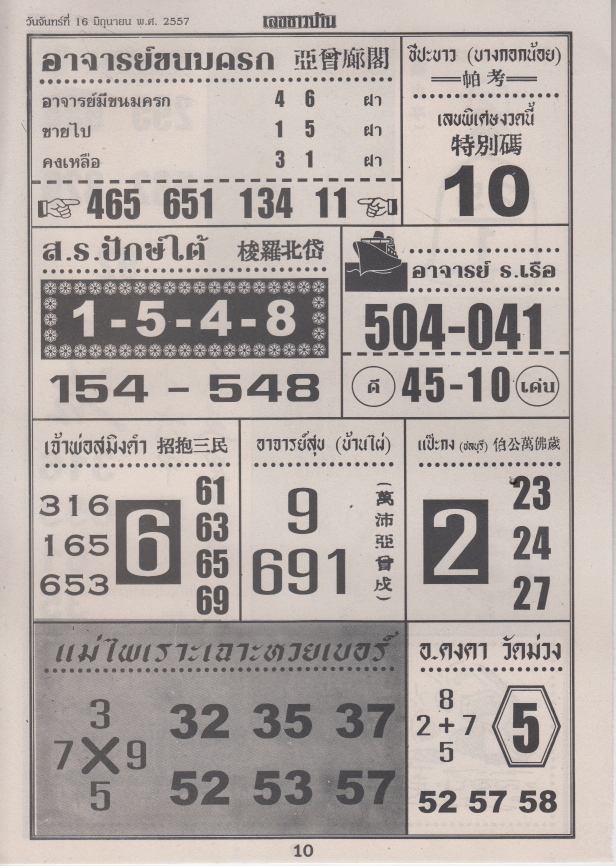 วันจันทร์ที่ 16 มิถุนายน พ.ศ. 2557
เลขชาวบ้าน
อาจารย์ขนมครก 亞曾廊閣
อาจารย์มีขนมครก 4 6 ฝา
ขายไป 1 5 ฝา
คงเหลือ 3 1 ฝา
465 651 134 11
ชีปะขาว (บางกอกน้อย)
帕考
เลขพิเศษงวดนี้
特別碼
10
ส.ร.ปักษ์ใต้ 梭羅北岱
1-5-4-8
154 - 548
อาจารย์ ร.เรือ
504-041
ดี 45-10 เด่น
เจ้าพ่อสมิงดำ 招抱三民
316
165
653
6
61
63
65
69
อาจารย์สุข (บ้านไผ่)
9
691
(萬沛亞曾戍)
แป๊ะกง (ชลบุรี) 伯公萬佛歲
2
23
24
27
แม่ไพเราะเฉาะหวยเบอร์
3
7 X 9
5
32 35 37
52 53 57
อ.คงคา วัดม่วง
8
2+7
5
5
52 57 58
10